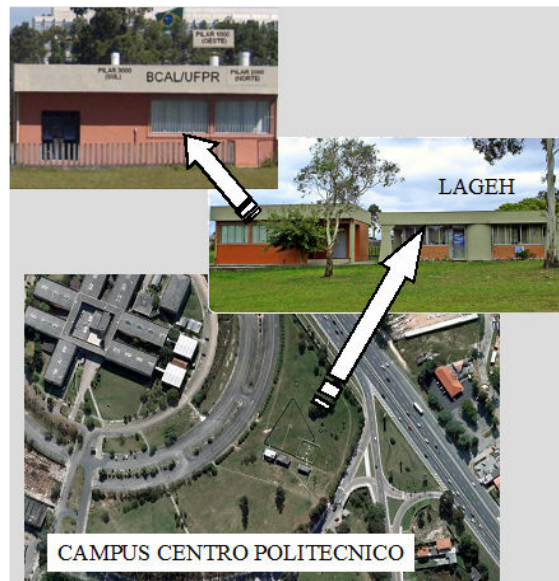 PILAR 1000
(OESTE)
PILAR 3000
(SUL)
BCAL/UFPR
PILAR 2000
(NORTE)
LAGEH
CAMPUS CENTRO POLITECNICO